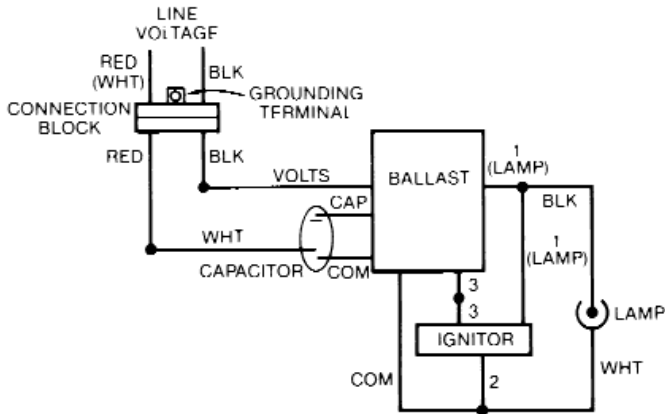 LINE
VOLTAGE
RED
(WHT)
BLK
GROUNDING
TERMINAL
CONNECTION
BLOCK
RED
BLK
VOLTS
BALLAST
1
(LAMP)
BLK
CAP
WHT
CAPACITOR
COM
1
(LAMP)
3
3
LAMP
IGNITOR
COM
2
WHT